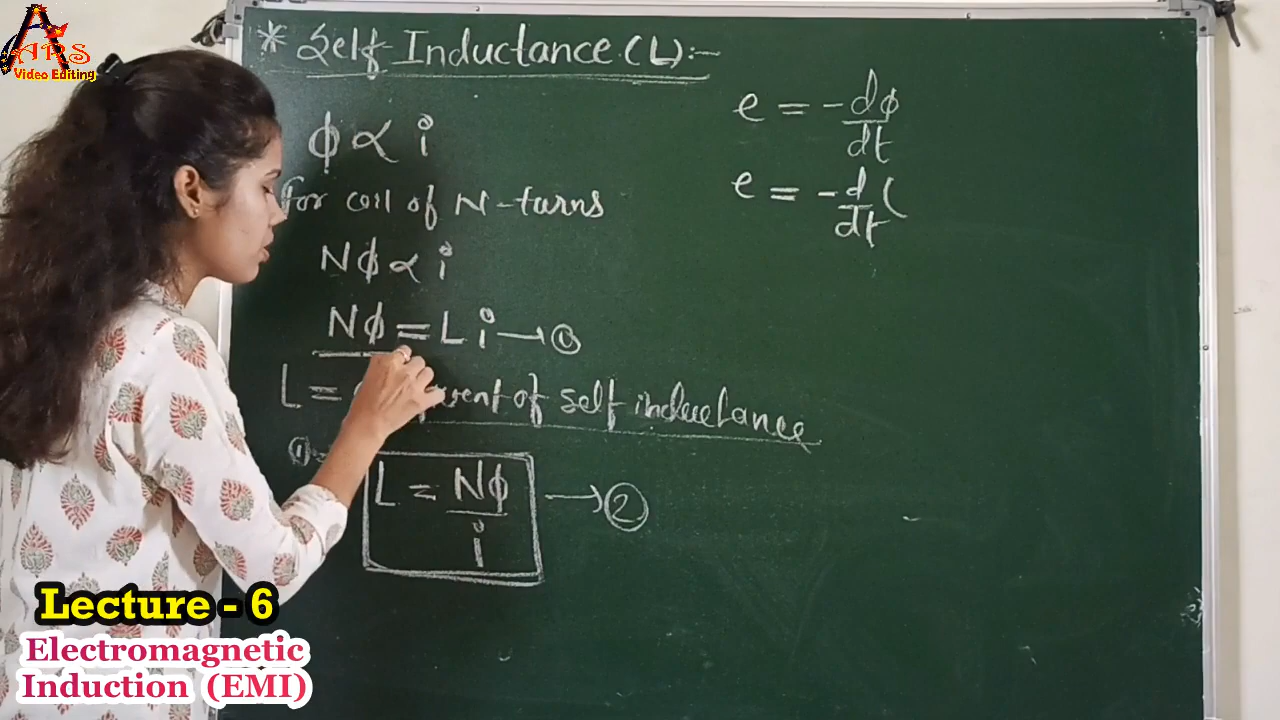 ARS
Video Editing
* Self Inductance (L):-
ϕ ∝ i
for coil of N-turns
Nϕ ∝ i
Nϕ = L i → ①
L = of self inductance
①
L = Nϕ / i → ②
e = - dϕ / dt
e = - d / dt (
Lecture - 6
Electromagnetic
Induction (EMI)